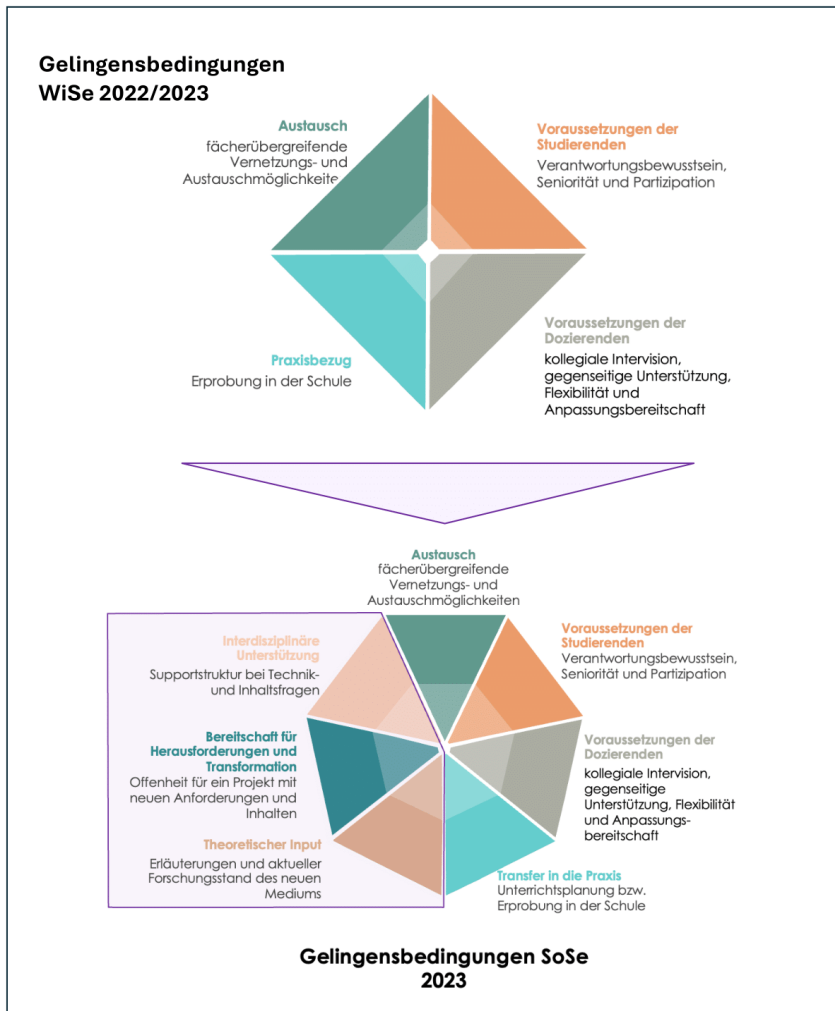 Gelingensbedingungen
WiSe 2022/2023
Austausch
fächerübergreifende
Vernetzungs- und
Austauschmöglichkeite
Voraussetzungen der
Studierenden
Verantwortungsbewusstsein,
Seniorität und Partizipation
Praxisbezug
Erprobung in der Schule
Voraussetzungen der
Dozierenden
kollegiale Intervision,
gegenseitige Unterstützung,
Flexibilität und
Anpassungsbereitschaft
Austausch
fächerübergreifende
Vernetzungs- und
Austauschmöglichkeiten
Interdisziplinäre
Unterstützung
Supportstruktur bei Technik-
und Inhaltsfragen
Voraussetzungen der
Studierenden
Verantwortungsbewusstsein,
Seniorität und Partizipation
Bereitschaft für
Herausforderungen und
Transformation
Offenheit für ein Projekt mit
neuen Anforderungen und
Inhalten
Voraussetzungen der
Dozierenden
kollegiale Intervision,
gegenseitige
Unterstützung, Flexibilität
und Anpassungs-
bereitschaft
Theoretischer Input
Erläuterungen und aktueller
Forschungsstand des neuen
Mediums
Transfer in die Praxis
Unterrichtsplanung bzw.
Erprobung in der Schule
Gelingensbedingungen SoSe
2023